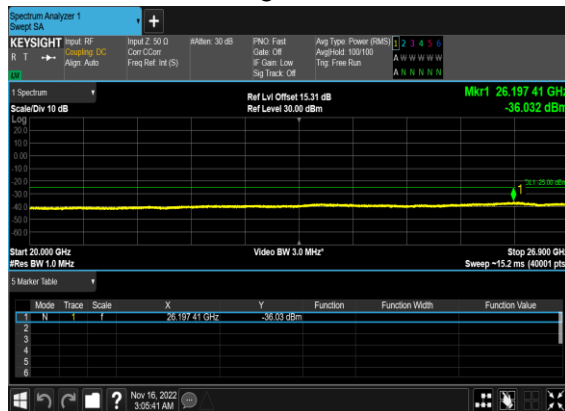 Spectrum Analyzer 1
Swept SA
+
KEYSIGHT Input: RF Input Z: 50 Ω #Atten: 30 dB PNO: Fast Avg Type: Power (RMS) 1 2 3 4 5 6
R T Coupling: DC Corr CCorr Gate: Off Avg|Hold: 100/100 A W W W W W
Align: Auto Freq Ref: Int (S) IF Gain: Low Trig: Free Run
Sig Track: Off A N N N N N
LW
1 Spectrum Ref Lvl Offset 15.31 dB Mkr1 26.197 41 GHz
Scale/Div 10 dB Ref Level 30.00 dBm -36.032 dBm
Log
20.0
10.0
0.00
-10.0
-20.0
DL1 -25.00 dBm
1
-30.0
-40.0
-50.0
-60.0
Start 20.000 GHz Video BW 3.0 MHz* Stop 26.900 GHz
#Res BW 1.0 MHz Sweep ~15.2 ms (40001 pts
5 Marker Table
Mode Trace Scale X Y Function Function Width Function Value
1 N 1 f 26.197 41 GHz -36.03 dBm
2
3
4
5
6
? Nov 16, 2022
3:05:41 AM